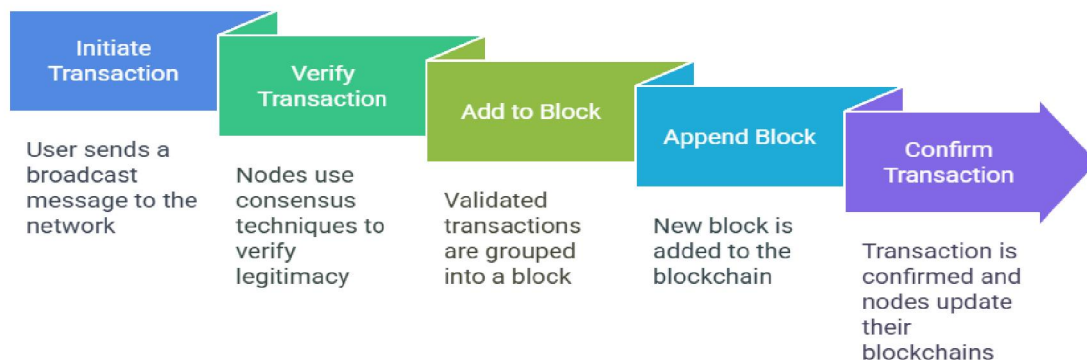 Initiate
Transaction
User sends a
broadcast
message to the
network
Verify
Transaction
Nodes use
consensus
techniques to
verify
legitimacy
Add to Block
Validated
transactions
are grouped
into a block
Append Block
New block is
added to the
blockchain
Confirm
Transaction
Transaction is
confirmed and
nodes update
their
blockchains